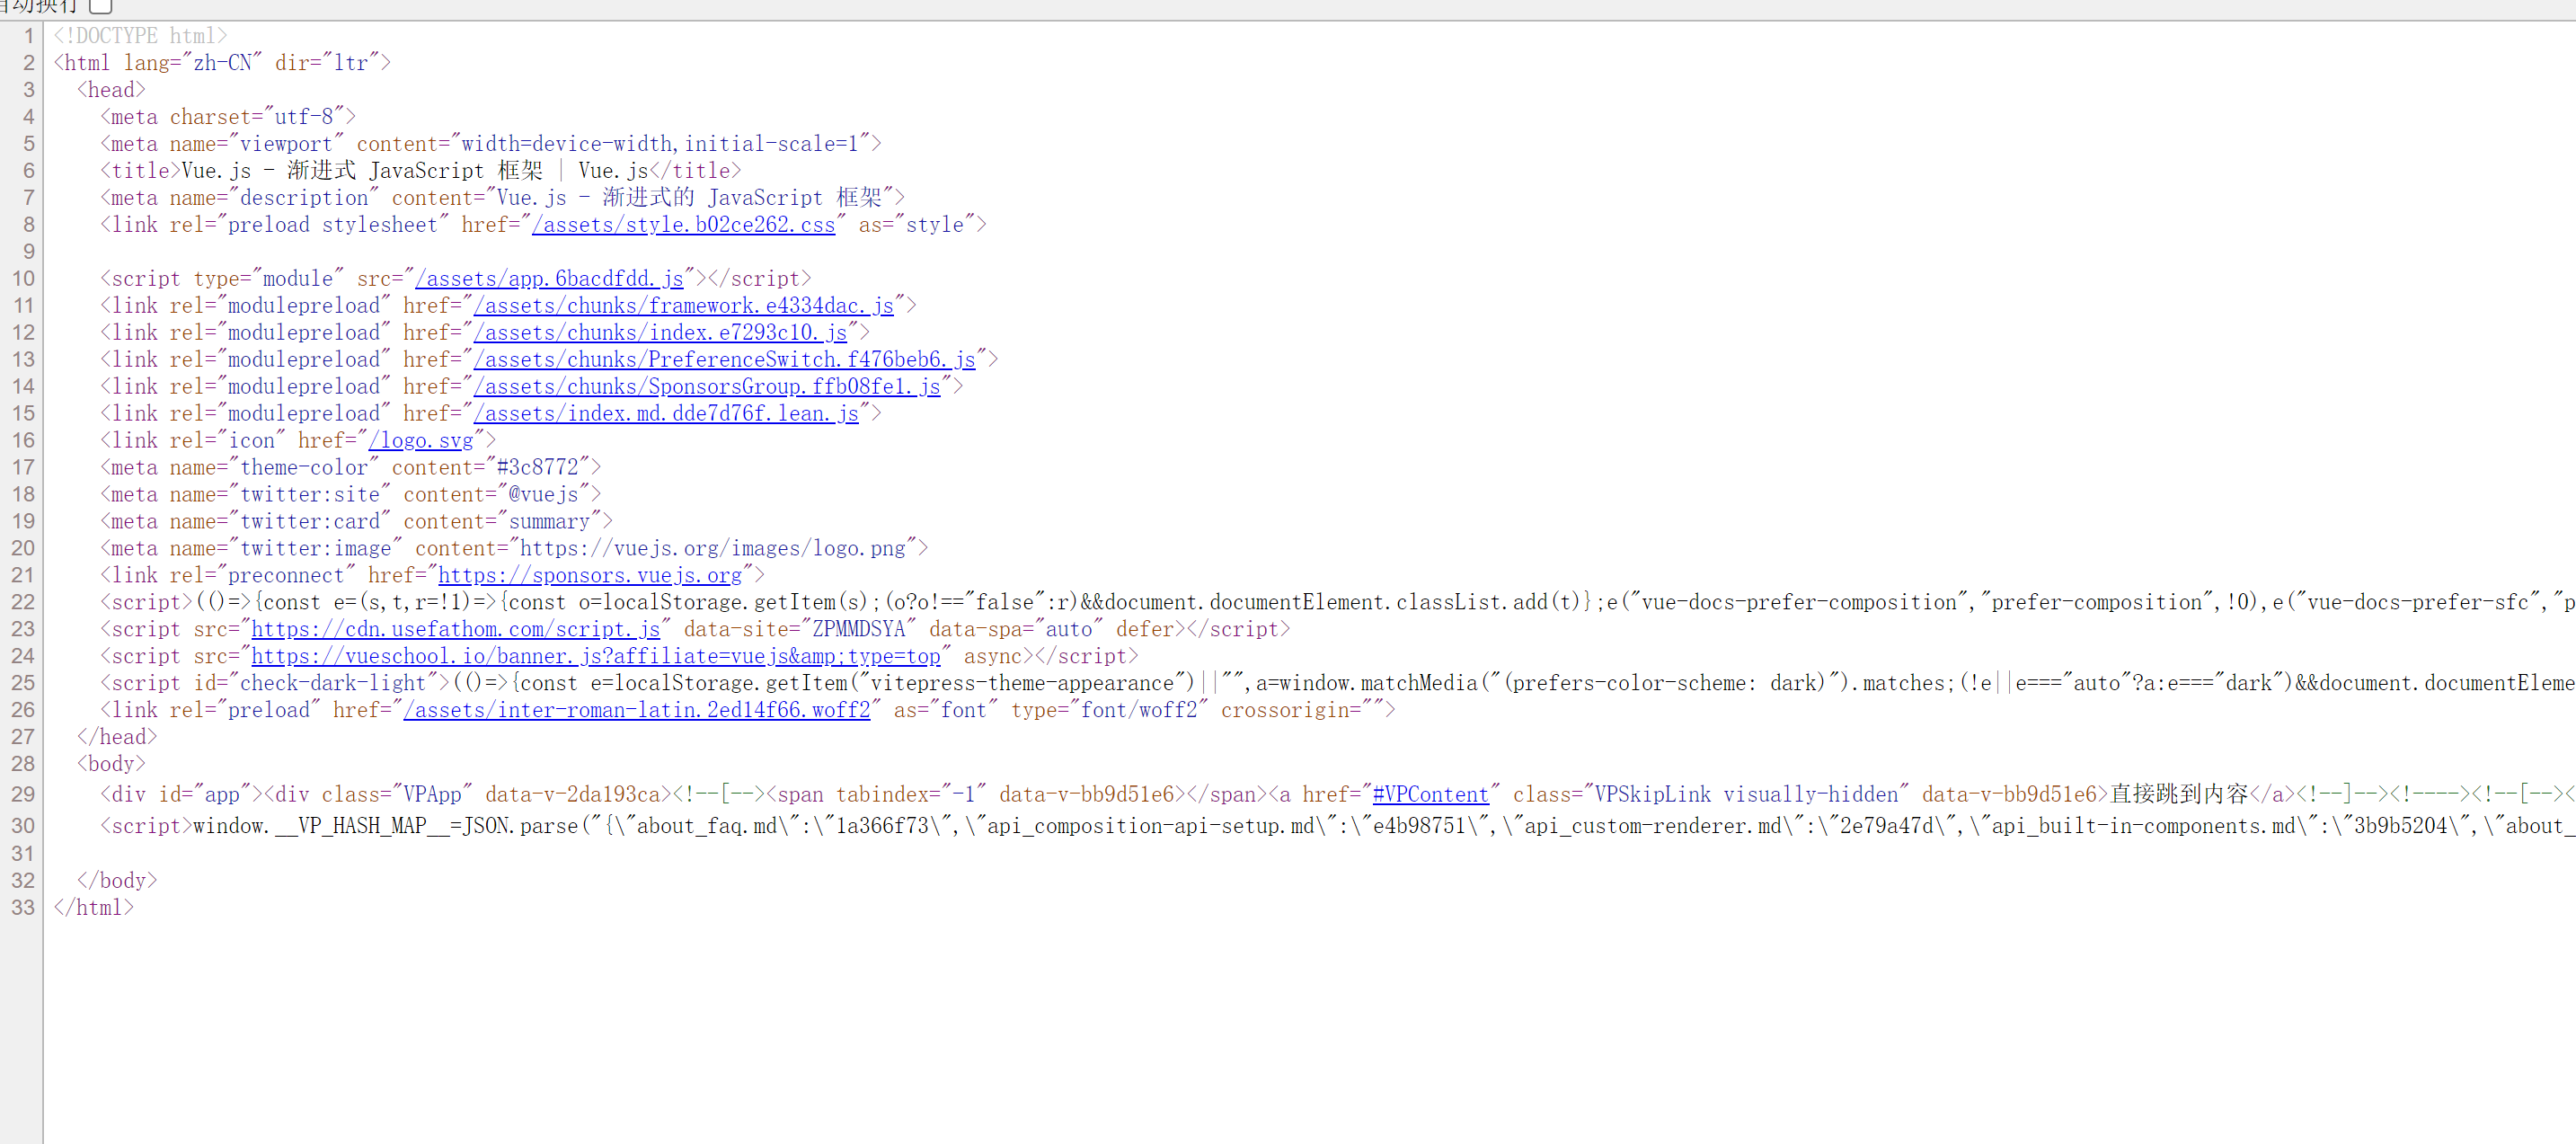 自动换行
1 <!DOCTYPE html>
2 <html lang="zh-CN" dir="ltr">
3 <head>
4 <meta charset="utf-8">
5 <meta name="viewport" content="width=device-width,initial-scale=1">
6 <title>Vue.js - 渐进式 JavaScript 框架 | Vue.js</title>
7 <meta name="description" content="Vue.js - 渐进式的 JavaScript 框架">
8 <link rel="preload stylesheet" href="/assets/style.b02ce262.css" as="style">
9
10 <script type="module" src="/assets/app.6bacdfdd.js"></script>
11 <link rel="modulepreload" href="/assets/chunks/framework.e4334dac.js">
12 <link rel="modulepreload" href="/assets/chunks/index.e7293c10.js">
13 <link rel="modulepreload" href="/assets/chunks/PreferenceSwitch.f476beb6.js">
14 <link rel="modulepreload" href="/assets/chunks/SponsorsGroup.ffb08fe1.js">
15 <link rel="modulepreload" href="/assets/index.md.dde7d76f.lean.js">
16 <link rel="icon" href="/logo.svg">
17 <meta name="theme-color" content="#3c8772">
18 <meta name="twitter:site" content="@vuejs">
19 <meta name="twitter:card" content="summary">
20 <meta name="twitter:image" content="https://vuejs.org/images/logo.png">
21 <link rel="preconnect" href="https://sponsors.vuejs.org">
22 <script>(()=>{const e=(s,t,r=!1)=>{const o=localStorage.getItem(s);(o?o!=="false":r)&&document.documentElement.classList.add(t)};e("vue-docs-prefer-composition","prefer-composition",!0),e("vue-docs-prefer-sfc","p
23 <script src="https://cdn.usefathom.com/script.js" data-site="ZPMMDSYA" data-spa="auto" defer></script>
24 <script src="https://vueschool.io/banner.js?affiliate=vuejs&amp;type=top" async></script>
25 <script id="check-dark-light">(()=>{const e=localStorage.getItem("vitepress-theme-appearance")||"",a=window.matchMedia("(prefers-color-scheme: dark)").matches;(!e||e==="auto"?a:e==="dark")&&document.documentEleme
26 <link rel="preload" href="/assets/inter-roman-latin.2ed14f66.woff2" as="font" type="font/woff2" crossorigin="">
27 </head>
28 <body>
29 <div id="app"><div class="VPApp" data-v-2da193ca><!--[--><span tabindex="-1" data-v-bb9d51e6></span><a href="#VPContent" class="VPSkipLink visually-hidden" data-v-bb9d51e6>直接跳到内容</a><!--]--><!----><!--[--><
30 <script>window.__VP_HASH_MAP__=JSON.parse("{\"about_faq.md\":\"1a366f73\",\"api_composition-api-setup.md\":\"e4b98751\",\"api_custom-renderer.md\":\"2e79a47d\",\"api_built-in-components.md\":\"3b9b5204\",\"about_
31
32 </body>
33 </html>